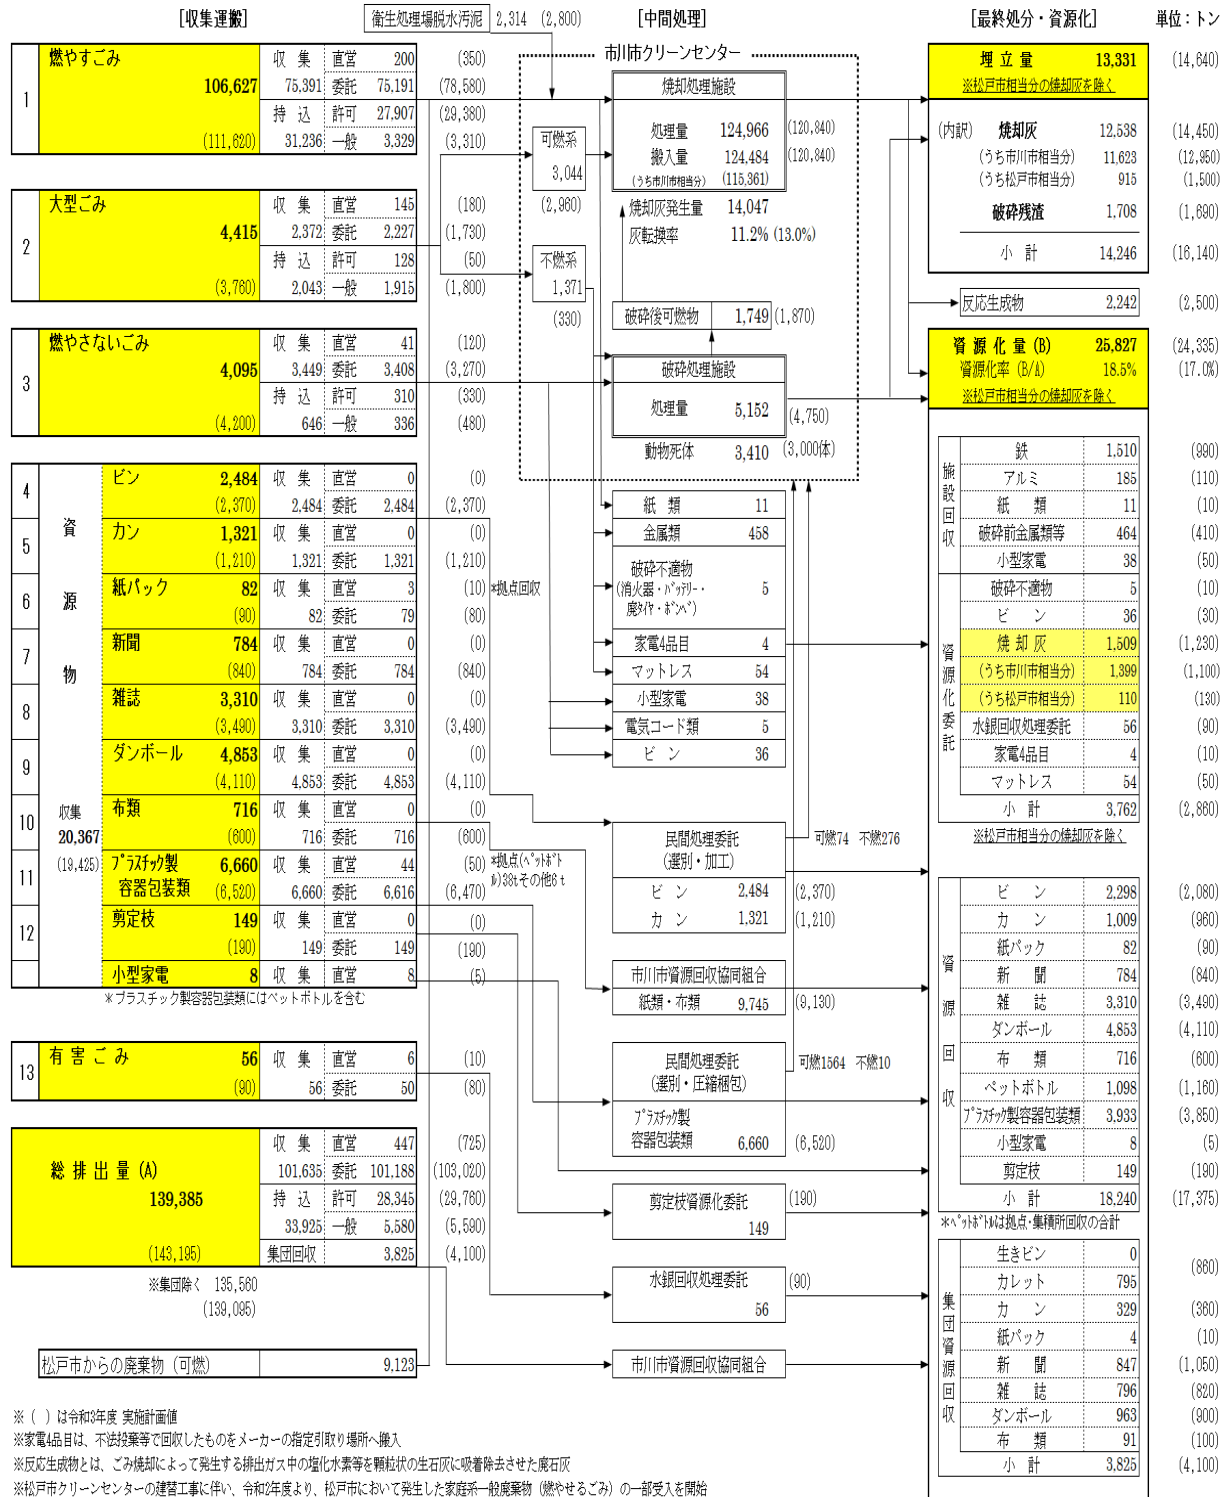 [収集運搬]
衛生処理場脱水汚泥 2,314 (2,800)
[中間処理]
[最終処分・資源化]
単位：トン
1 燃やすごみ 106,627 (111,620)
収 集 75,391 直営 200 (350)
委託 75,191 (78,580)
持 込 31,236 許可 27,907 (29,380)
一般 3,329 (3,310)
2 大型ごみ 4,415 (3,760)
収 集 2,372 直営 145 (180)
委託 2,227 (1,730)
持 込 2,043 許可 128 (50)
一般 1,915 (1,800)
3 燃やさないごみ 4,095 (4,200)
収 集 3,449 直営 41 (120)
委託 3,408 (3,270)
持 込 646 許可 310 (330)
一般 336 (480)
資源物
収集
20,367
(19,425)
4 ビン 2,484 収 集 直営 0 (0)
(2,370) 2,484 委託 2,484 (2,370)
5 カン 1,321 収 集 直営 0 (0)
(1,210) 1,321 委託 1,321 (1,210)
6 紙パック 82 収 集 直営 3 (10) *拠点回収
(90) 82 委託 79 (80)
7 新聞 784 収 集 直営 0 (0)
(840) 784 委託 784 (840)
8 雑誌 3,310 収 集 直営 0 (0)
(3,490) 3,310 委託 3,310 (3,490)
9 ダンボール 4,853 収 集 直営 0 (0)
(4,110) 4,853 委託 4,853 (4,110)
10 布類 716 収 集 直営 0 (0)
(600) 716 委託 716 (600)
11 プラスチック製 6,660 収 集 直営 44 (50)
容器包装類 (6,520) 6,660 委託 6,616 (6,470)
*拠点(ペットボト
ル)38tその他6t
12 剪定枝 149 収 集 直営 0 (0)
(190) 149 委託 149 (190)
小型家電 8 収 集 直営 8 (5)
*プラスチック製容器包装類にはペットボトルを含む
13 有害ごみ 56 収 集 直営 6 (10)
(90) 56 委託 50 (80)
総排出量(A)
139,385
(143,195)
収 集 101,635 直営 447 (725)
委託 101,188 (103,020)
持 込 33,925 許可 28,345 (29,760)
一般 5,580 (5,590)
集団回収 3,825 (4,100)
※集団除く 135,560
(139,095)
松戸市からの廃棄物（可燃） 9,123
市川市クリーンセンター
焼却処理施設
処理量 124,966 (120,840)
搬入量 124,484 (120,840)
(うち市川市相当分) (115,361)
焼却灰発生量 14,047
灰転換率 11.2% (13.0%)
可燃系
3,044
(2,960)
不燃系
1,371
(330)
破砕後可燃物 1,749 (1,870)
破砕処理施設
処理量 5,152 (4,750)
動物死体 3,410 (3,000体)
紙 類 11
金属類 458
破砕不適物 5
(消火器・バッテリー・
廃タイヤ・ボンベ)
家電4品目 4
マットレス 54
小型家電 38
電気コード類 5
ビ ン 36
民間処理委託
(選別・加工)
可燃74 不燃276
ビ ン 2,484 (2,370)
カ ン 1,321 (1,210)
市川市資源回収協同組合
紙類・布類 9,745 (9,130)
民間処理委託
(選別・圧縮梱包)
可燃1564 不燃10
プラスチック製
容器包装類 6,660 (6,520)
剪定枝資源化委託 (190)
149
水銀回収処理委託 (90)
56
市川市資源回収協同組合
埋立量 13,331 (14,640)
※松戸市相当分の焼却灰を除く
(内訳) 焼却灰 12,538 (14,450)
(うち市川市相当分) 11,623 (12,950)
(うち松戸市相当分) 915 (1,500)
破砕残渣 1,708 (1,690)
小 計 14,246 (16,140)
反応生成物 2,242 (2,500)
資源化量(B) 25,827 (24,335)
資源化率(B/A) 18.5% (17.0%)
※松戸市相当分の焼却灰を除く
施設回収
鉄 1,510 (990)
アルミ 185 (110)
紙 類 11 (10)
破砕前金属類等 464 (410)
小型家電 38 (50)
資源化委託
破砕不適物 5 (10)
ビ ン 36 (30)
焼却灰 1,509 (1,230)
(うち市川市相当分) 1,399 (1,100)
(うち松戸市相当分) 110 (130)
水銀回収処理委託 56 (90)
家電4品目 4 (10)
マットレス 54 (50)
小 計 3,762 (2,860)
※松戸市相当分の焼却灰を除く
資源回収
ビ ン 2,298 (2,080)
カ ン 1,009 (960)
紙パック 82 (90)
新 聞 784 (840)
雑 誌 3,310 (3,490)
ダンボール 4,853 (4,110)
布 類 716 (600)
ペットボトル 1,098 (1,160)
プラスチック製容器包装類 3,933 (3,850)
小型家電 8 (5)
剪定枝 149 (190)
小 計 18,240 (17,375)
*ペットボトルは拠点・集積所回収の合計
集団資源回収
生きビン 0 (860)
カレット 795
カ ン 329 (360)
紙パック 4 (10)
新 聞 847 (1,050)
雑 誌 796 (820)
ダンボール 963 (900)
布 類 91 (100)
小 計 3,825 (4,100)
※（ ）は令和3年度 実施計画値
※家電4品目は、不法投棄等で回収したものをメーカーの指定引取り場所へ搬入
※反応生成物とは、ごみ焼却によって発生する排出ガス中の塩化水素等を顆粒状の生石灰に吸着除去させた廃石灰
※松戸市クリーンセンターの建替工事に伴い、令和2年度より、松戸市において発生した家庭系一般廃棄物（燃やせるごみ）の一部受入を開始